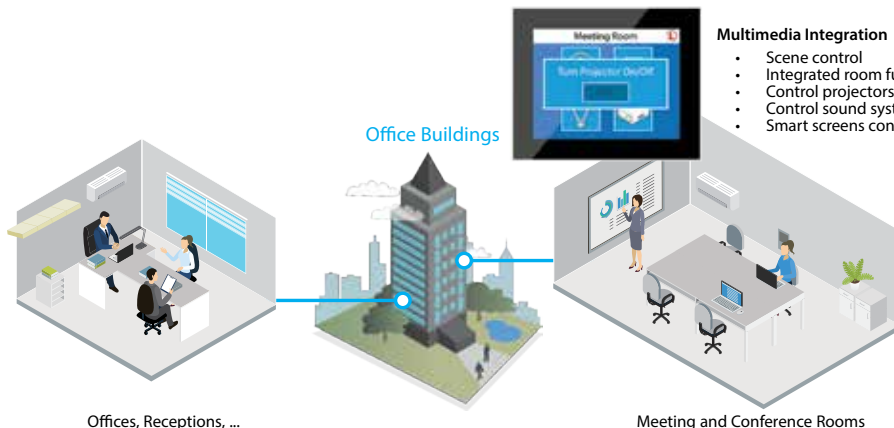 Meeting Room
Turn Projector On/Off
Multimedia Integration
• Scene control
• Integrated room fu
• Control projectors
• Control sound syst
• Smart screens con
Office Buildings
Offices, Receptions, ...
Meeting and Conference Rooms